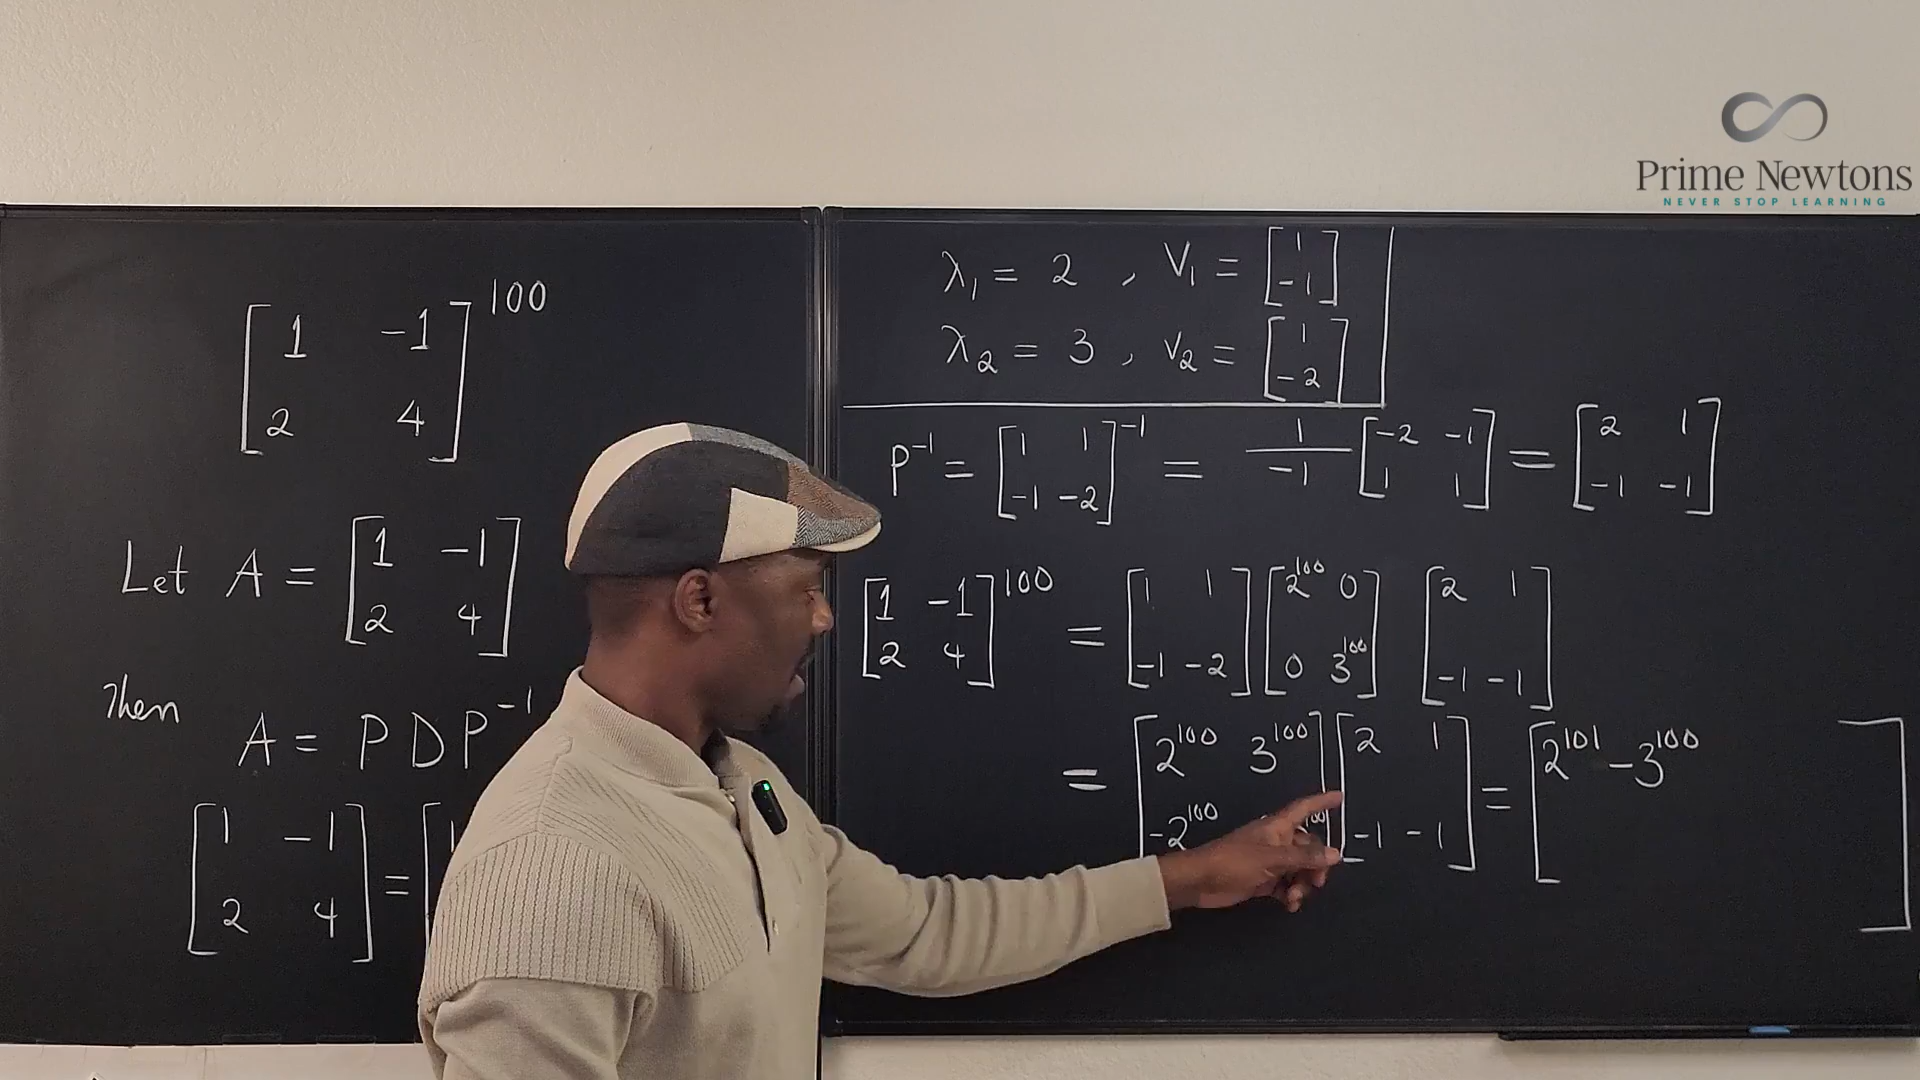 Prime Newtons
NEVER STOP LEARNING
[1 -1; 2 4]^100
Let A = [1 -1; 2 4]
Then
A = P D P^-1
[1 -1; 2 4] = [1
λ₁ = 2 , V₁ = [1; -1]
λ₂ = 3 , V₂ = [1; -2]
P^-1 = [1 1; -1 -2]^-1 = 1/-1 [-2 -1; 1 1] = [2 1; -1 -1]
[1 -1; 2 4]^100 = [1 1; -1 -2] [2^100 0; 0 3^100] [2 1; -1 -1]
= [2^100 3^100; -2^100 ^100] [2 1; -1 -1] = [2^101 -3^100 ]